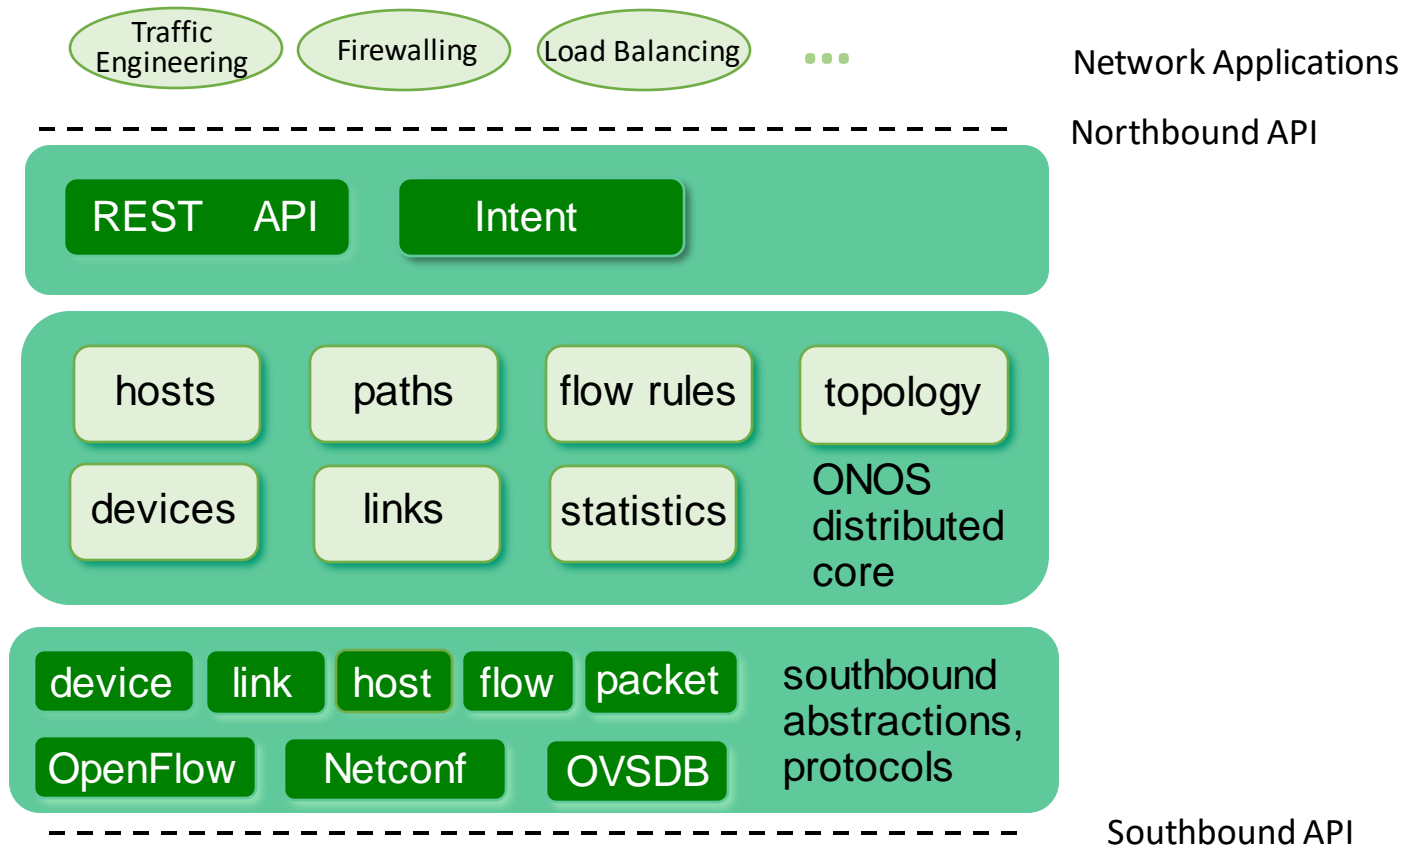 Traffic
Engineering
Firewalling
Load Balancing
...
Network Applications
Northbound API
REST API
Intent
hosts
paths
flow rules
topology
devices
links
statistics
ONOS
distributed
core
device
link
host
flow
packet
southbound
abstractions,
protocols
OpenFlow
Netconf
OVSDB
Southbound API